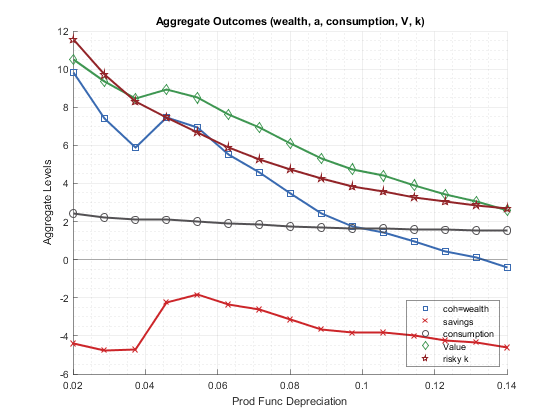 Aggregate Outcomes (wealth, a, consumption, V, k)
12
10
8
6
4
2
0
-2
-4
-6
Aggregate Levels
0.02
0.04
0.06
0.08
0.1
0.12
0.14
Prod Func Depreciation
coh=wealth
savings
consumption
Value
risky k